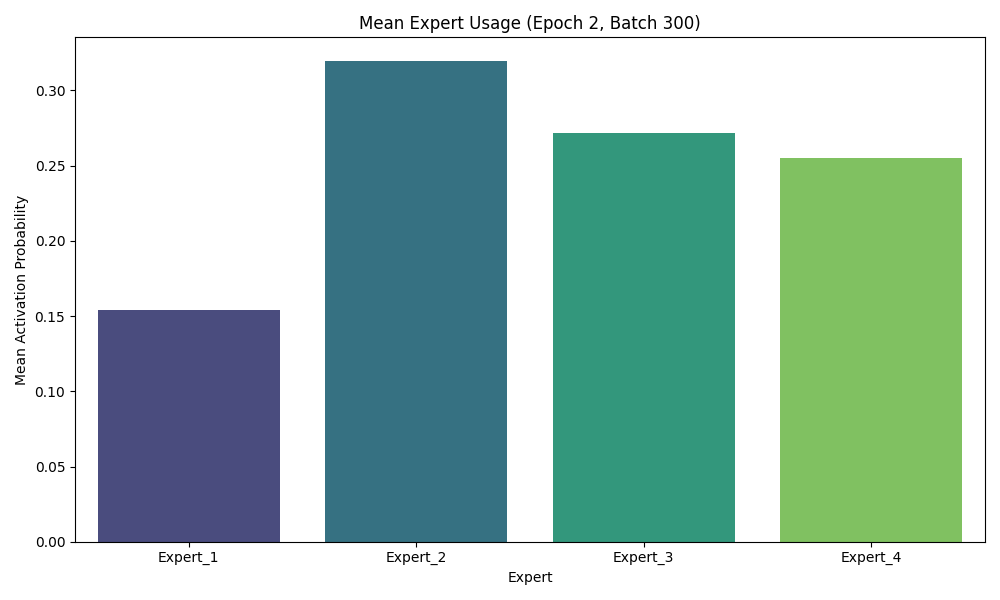 Mean Expert Usage (Epoch 2, Batch 300)
Mean Activation Probability
0.30
0.25
0.20
0.15
0.10
0.05
0.00
Expert_1 Expert_2 Expert_3 Expert_4
Expert